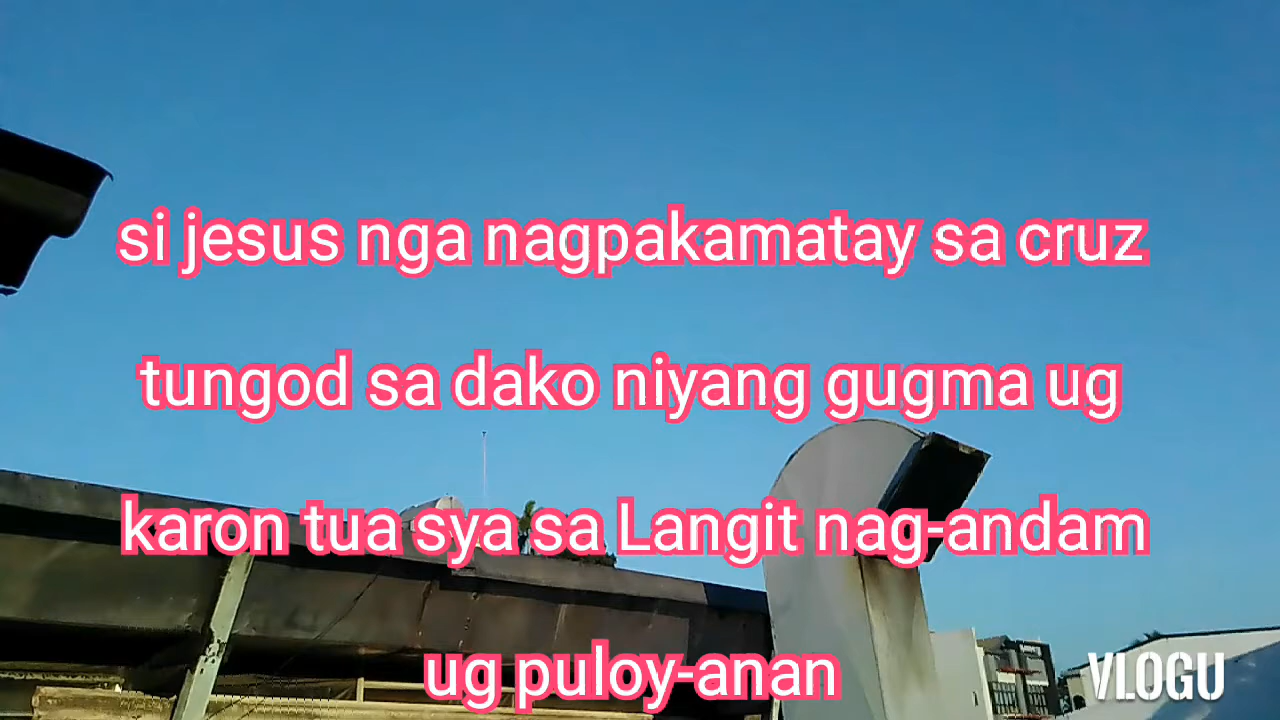 si jesus nga nagpakamatay sa cruz
tungod sa dako niyang gugma ug
karon tua sya sa Langit nag-andam
ug puloy-anan
VLOGU